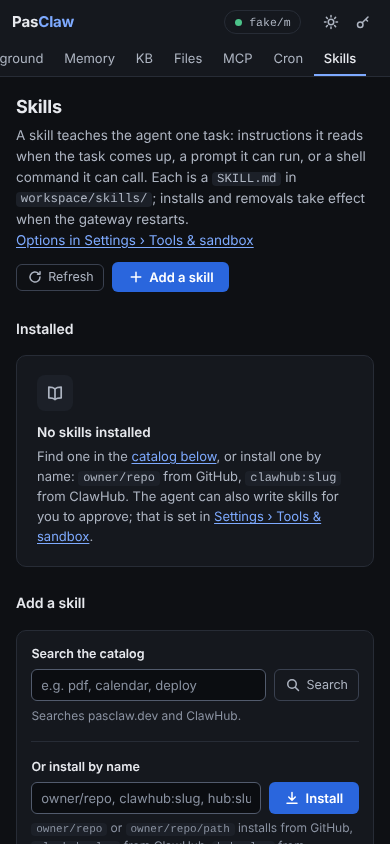 PasClaw
fake/m
ground Memory KB Files MCP Cron Skills
Skills
A skill teaches the agent one task: instructions it reads
when the task comes up, a prompt it can run, or a shell
command it can call. Each is a SKILL.md in
workspace/skills/; installs and removals take effect
when the gateway restarts.
Options in Settings › Tools & sandbox
Refresh
Add a skill
Installed
No skills installed
Find one in the catalog below, or install one by
name: owner/repo from GitHub, clawhub:slug
from ClawHub. The agent can also write skills for
you to approve; that is set in Settings › Tools &
sandbox.
Add a skill
Search the catalog
e.g. pdf, calendar, deploy
Search
Searches pasclaw.dev and ClawHub.
Or install by name
owner/repo, clawhub:slug, hub:slu
Install
owner/repo or owner/repo/path installs from GitHub,